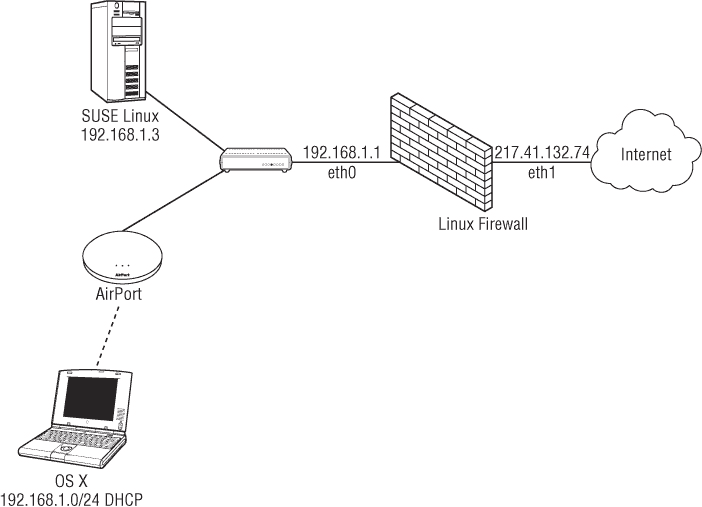 SUSE Linux
192.168.1.3
192.168.1.1
eth0
217.41.132.74
eth1
Internet
Linux Firewall
AirPort
AirPort
OS X
192.168.1.0/24 DHCP